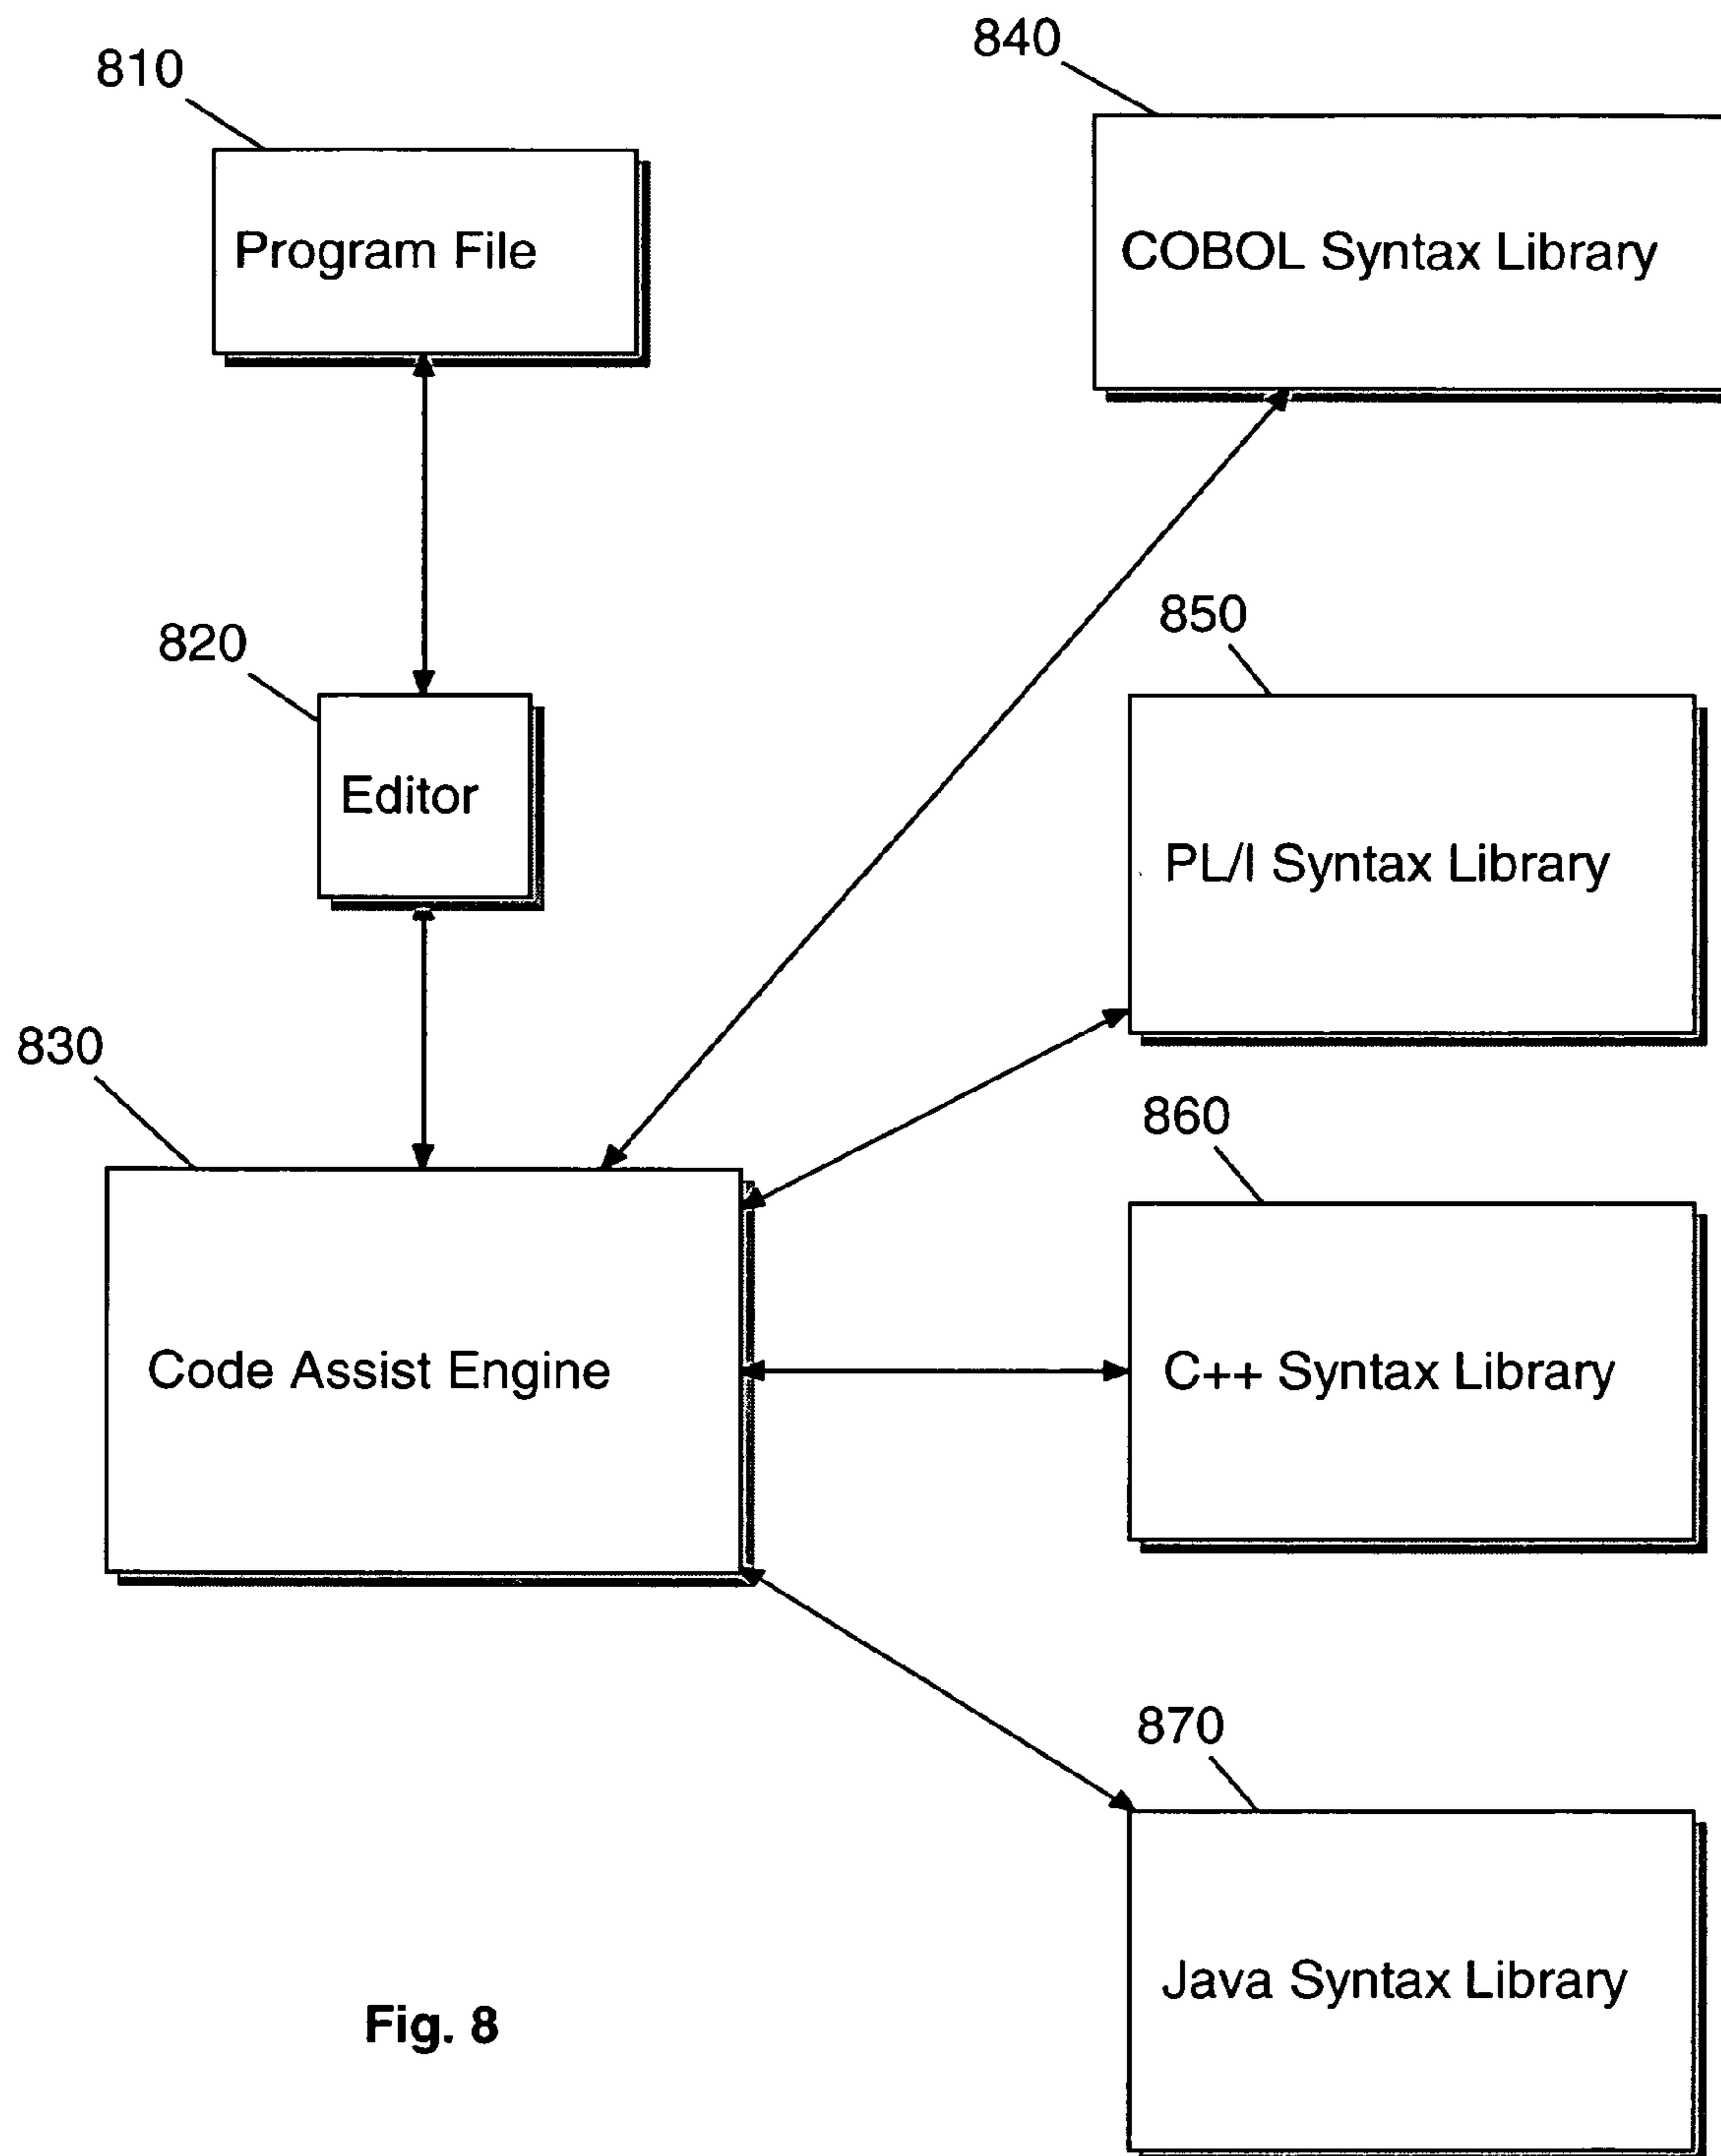 810
Program File
840
COBOL Syntax Library
820
Editor
850
PL/I Syntax Library
830
Code Assist Engine
860
C++ Syntax Library
870
Java Syntax Library
Fig. 8